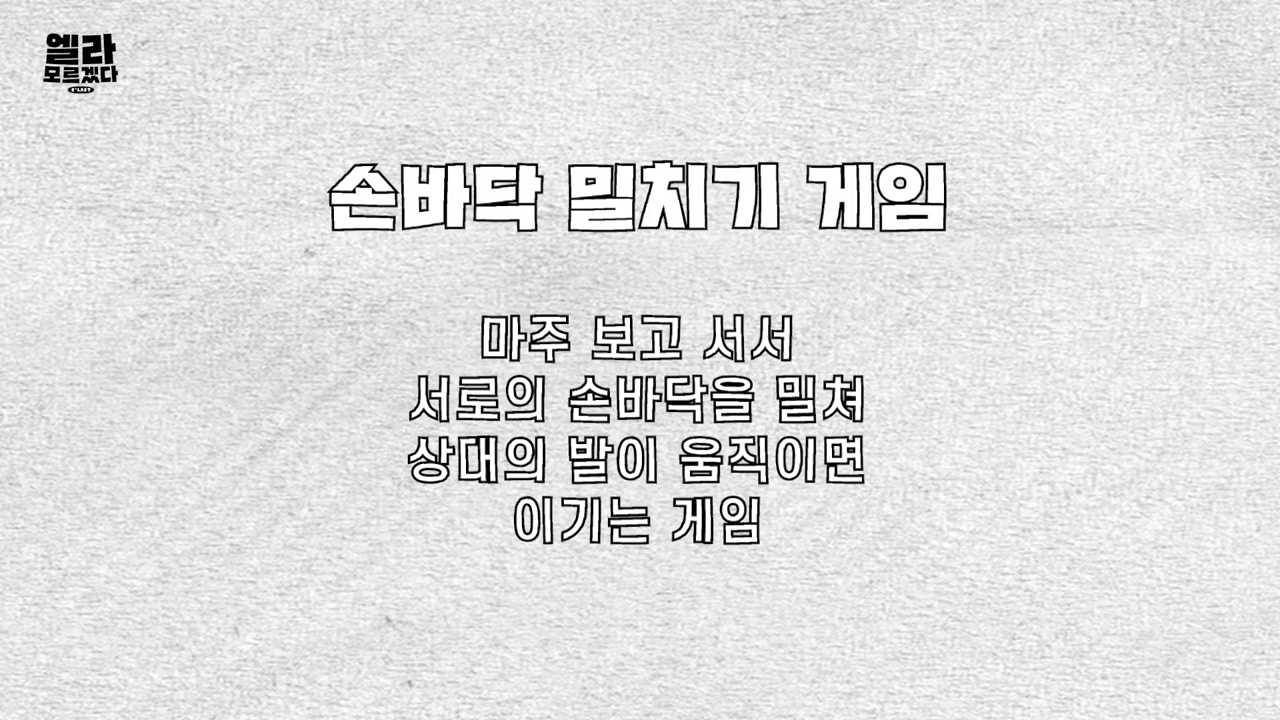 엘라
모르겠다
E'LAST
손바닥 밀치기 게임
마주 보고 서서
서로의 손바닥을 밀쳐
상대의 발이 움직이면
이기는 게임